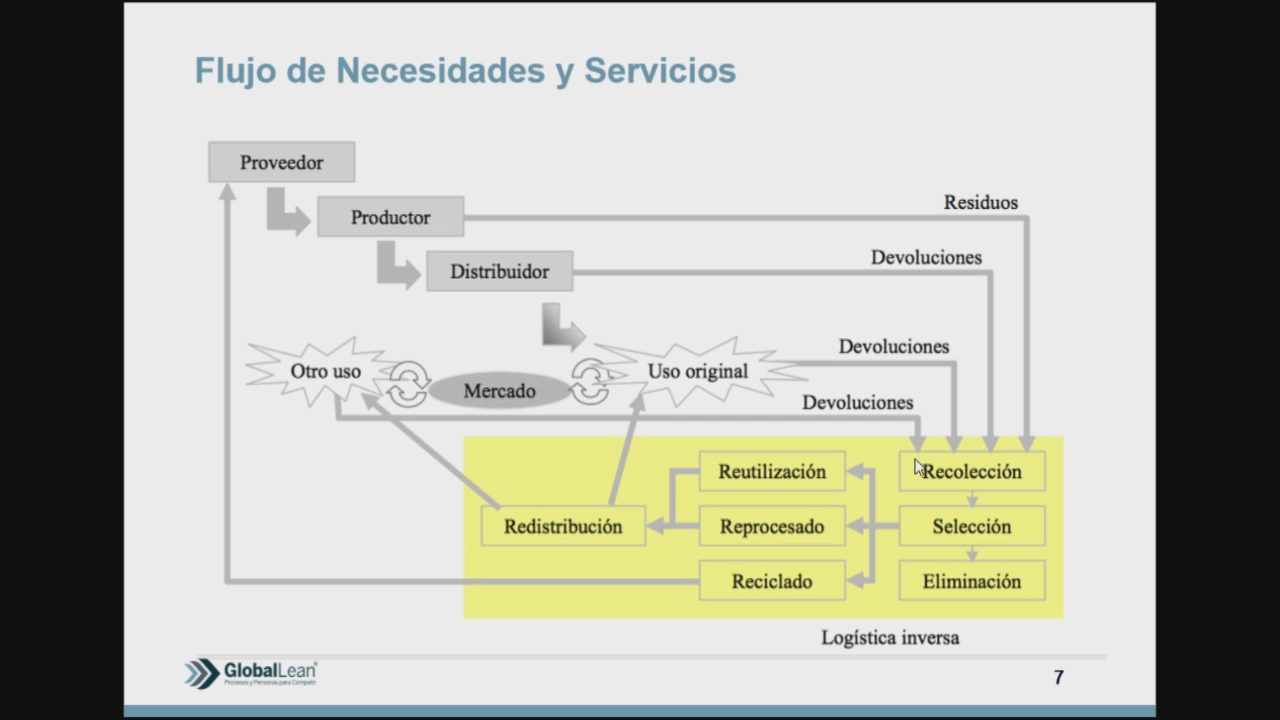 Flujo de Necesidades y Servicios
Proveedor
Productor
Residuos
Distribuidor
Devoluciones
Otro uso
Mercado
Uso original
Devoluciones
Devoluciones
Reutilización
Recolección
Redistribución
Reprocesado
Selección
Reciclado
Eliminación
Logística inversa
GlobalLean®
Procesos y Personas para Competir
7